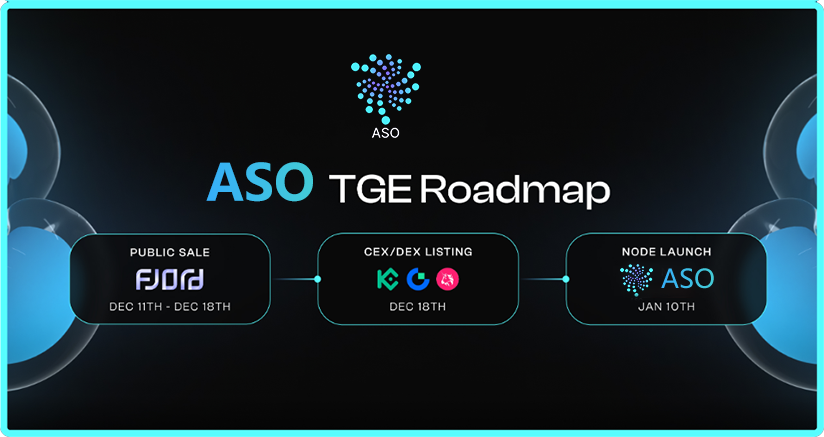 ASO
ASO TGE Roadmap
PUBLIC SALE
FJORD
DEC 11TH - DEC 18TH
CEX/DEX LISTING
DEC 18TH
NODE LAUNCH
ASO
JAN 10TH